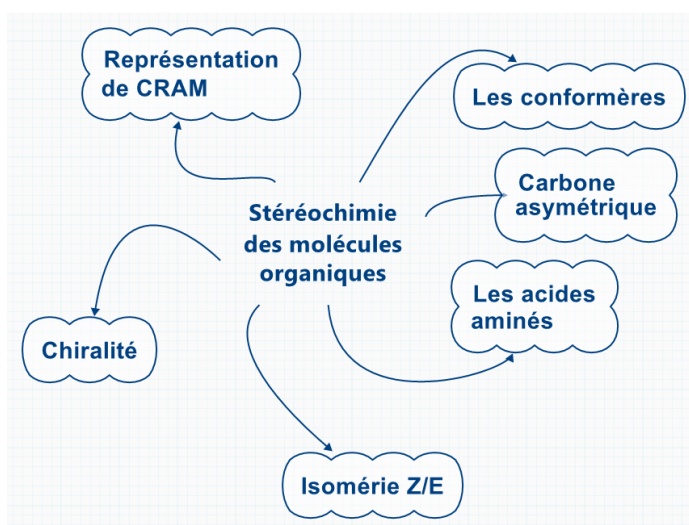 Représentation
de CRAM
Les conformères
Carbone
asymétrique
Stéréochimie
des molécules
organiques
Les acides
aminés
Chiralité
Isomérie Z/E